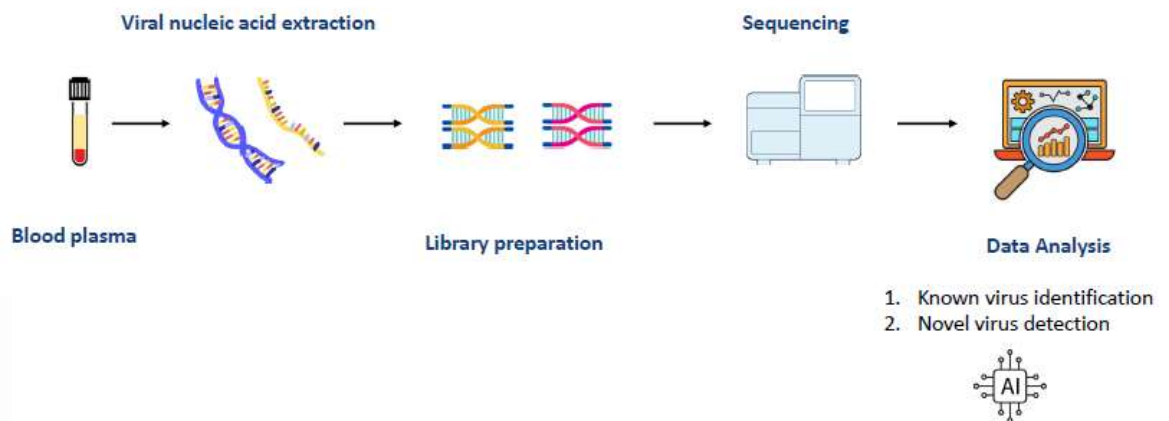 Viral nucleic acid extraction
Sequencing
Blood plasma
Library preparation
Data Analysis
1. Known virus identification
2. Novel virus detection
AI